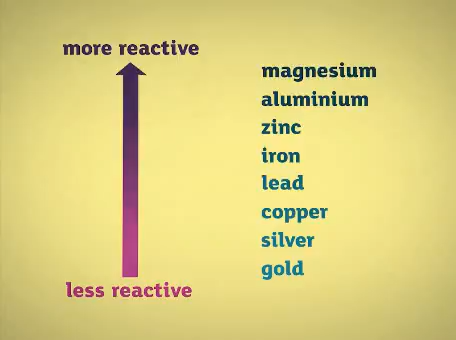 more reactive
magnesium
aluminium
zinc
iron
lead
copper
silver
gold
less reactive